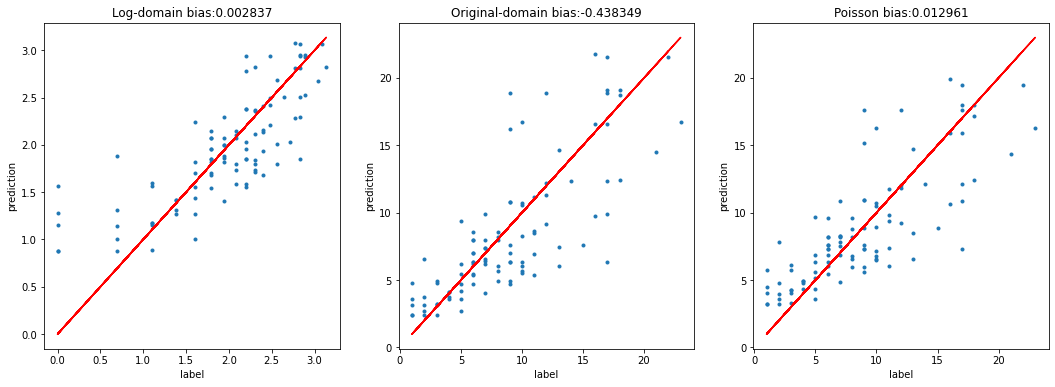 Log-domain bias:0.002837
prediction
3.0
2.5
2.0
1.5
1.0
0.5
0.0
0.0 0.5 1.0 1.5 2.0 2.5 3.0
label
Original-domain bias:-0.438349
prediction
20
15
10
5
0
0 5 10 15 20
label
Poisson bias:0.012961
prediction
20
15
10
5
0
0 5 10 15 20
label